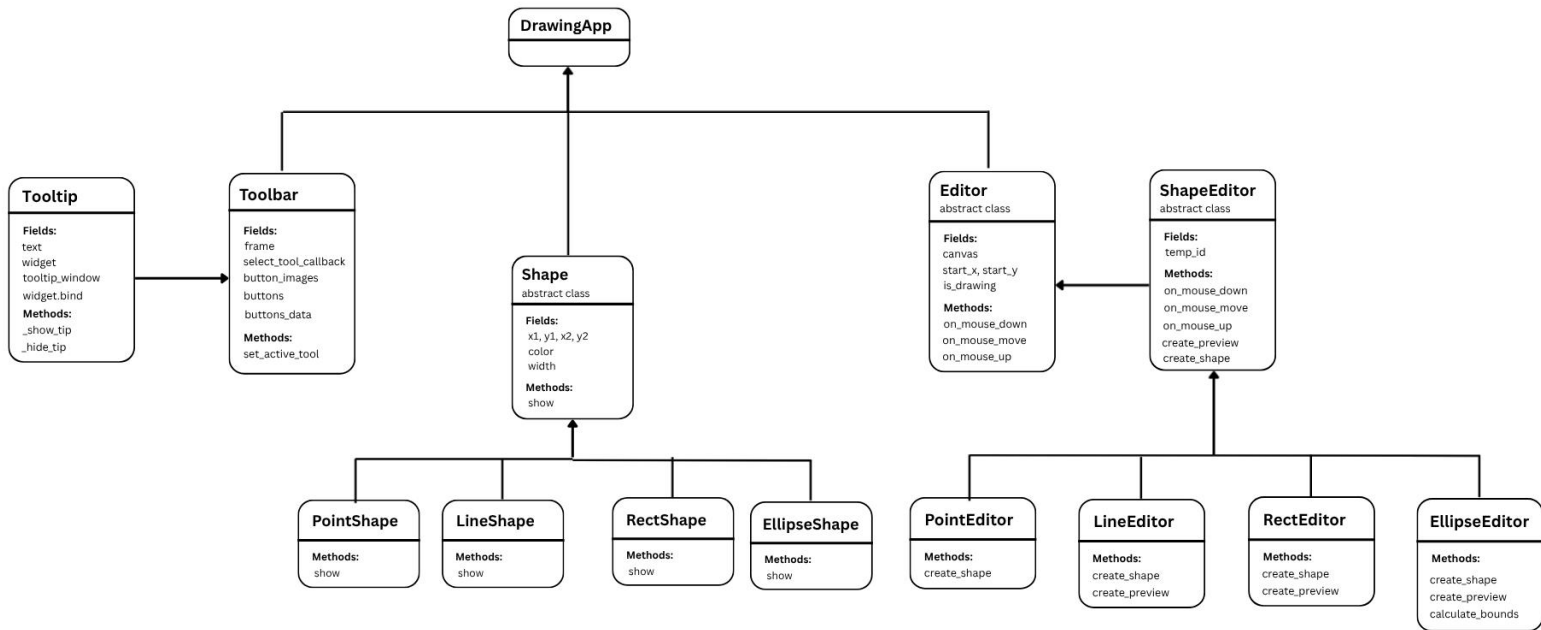 DrawingApp
Tooltip
Fields:
text
widget
tooltip_window
widget.bind
Methods:
_show_tip
_hide_tip
Toolbar
Fields:
frame
select_tool_callback
button_images
buttons
buttons_data
Methods:
set_active_tool
Shape
abstract class
Fields:
x1, y1, x2, y2
color
width
Methods:
show
Editor
abstract class
Fields:
canvas
start_x, start_y
is_drawing
Methods:
on_mouse_down
on_mouse_move
on_mouse_up
ShapeEditor
abstract class
Fields:
temp_id
Methods:
on_mouse_down
on_mouse_move
on_mouse_up
create_preview
create_shape
PointShape
Methods:
show
LineShape
Methods:
show
RectShape
Methods:
show
EllipseShape
Methods:
show
PointEditor
Methods:
create_shape
LineEditor
Methods:
create_shape
create_preview
RectEditor
Methods:
create_shape
create_preview
EllipseEditor
Methods:
create_shape
create_preview
calculate_bounds